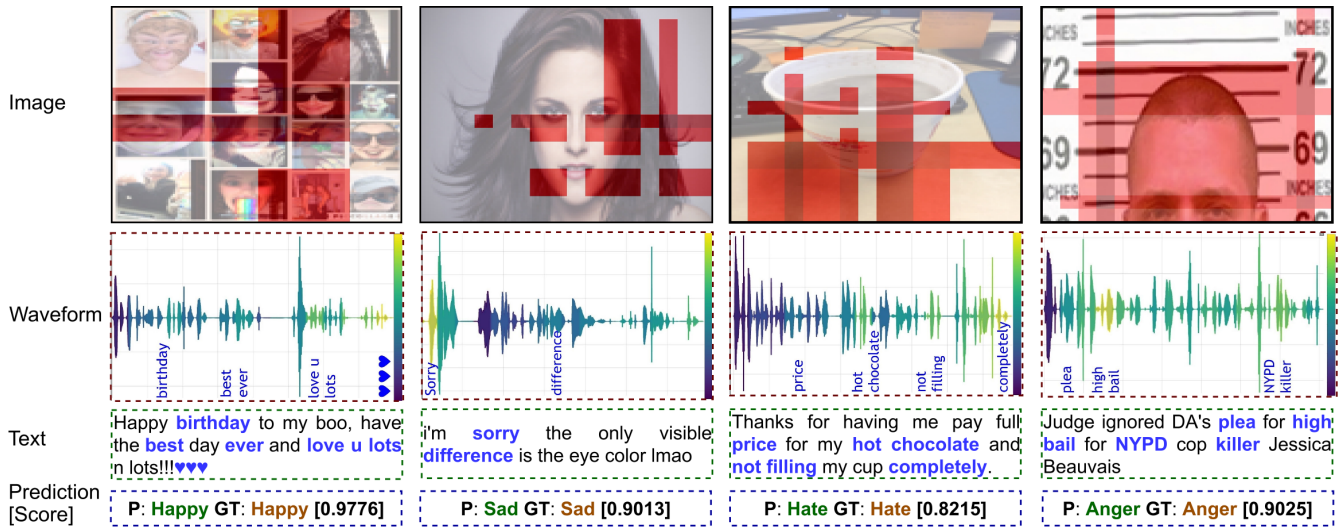 Image
INCHES
INCHES
72
72
69
69
INCHES
INCHES
Waveform
birthday
best
ever
love u
lots
♥♥♥
Sorry
difference
price
hot
chocolate
not
filling
completely
plea
high
bail
NYPD
killer
Text
Happy birthday to my boo, have
the best day ever and love u lots
n lots!!!♥♥♥
i'm sorry the only visible
difference is the eye color lmao
Thanks for having me pay full
price for my hot chocolate and
not filling my cup completely.
Judge ignored DA's plea for high
bail for NYPD cop killer Jessica
Beauvais
Prediction
[Score]
P: Happy GT: Happy [0.9776]
P: Sad GT: Sad [0.9013]
P: Hate GT: Hate [0.8215]
P: Anger GT: Anger [0.9025]